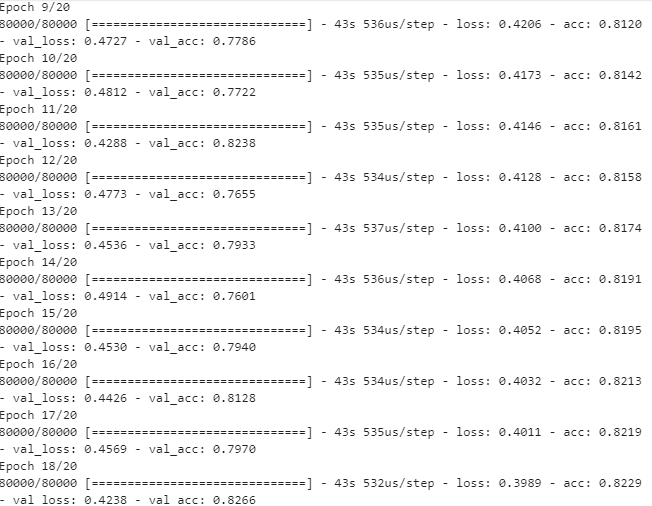 Epoch 9/20
80000/80000 [==============================] - 43s 536us/step - loss: 0.4206 - acc: 0.8120
- val_loss: 0.4727 - val_acc: 0.7786
Epoch 10/20
80000/80000 [==============================] - 43s 535us/step - loss: 0.4173 - acc: 0.8142
- val_loss: 0.4812 - val_acc: 0.7722
Epoch 11/20
80000/80000 [==============================] - 43s 535us/step - loss: 0.4146 - acc: 0.8161
- val_loss: 0.4288 - val_acc: 0.8238
Epoch 12/20
80000/80000 [==============================] - 43s 534us/step - loss: 0.4128 - acc: 0.8158
- val_loss: 0.4773 - val_acc: 0.7655
Epoch 13/20
80000/80000 [==============================] - 43s 537us/step - loss: 0.4100 - acc: 0.8174
- val_loss: 0.4536 - val_acc: 0.7933
Epoch 14/20
80000/80000 [==============================] - 43s 536us/step - loss: 0.4068 - acc: 0.8191
- val_loss: 0.4914 - val_acc: 0.7601
Epoch 15/20
80000/80000 [==============================] - 43s 534us/step - loss: 0.4052 - acc: 0.8195
- val_loss: 0.4530 - val_acc: 0.7940
Epoch 16/20
80000/80000 [==============================] - 43s 534us/step - loss: 0.4032 - acc: 0.8213
- val_loss: 0.4426 - val_acc: 0.8128
Epoch 17/20
80000/80000 [==============================] - 43s 535us/step - loss: 0.4011 - acc: 0.8219
- val_loss: 0.4569 - val_acc: 0.7970
Epoch 18/20
80000/80000 [==============================] - 43s 532us/step - loss: 0.3989 - acc: 0.8229
- val_loss: 0.4238 - val_acc: 0.8266